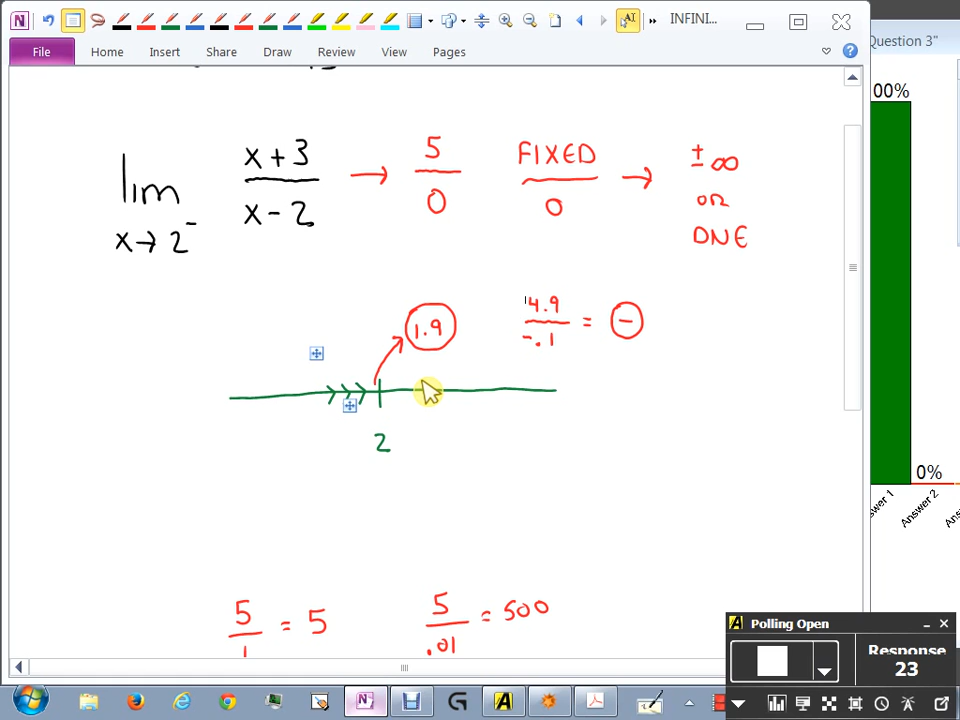 INFINI...
Question 3"
File Home Insert Share Draw Review View Pages
00%
lim x→2⁻ x+3 / x-2 → 5/0 FIXED/0 → ±∞ OR DNE
1.9
4.9/-.1 = -
2
0%
Answer 2
5/1 = 5 5/.01 = 500
Polling Open
Response
23